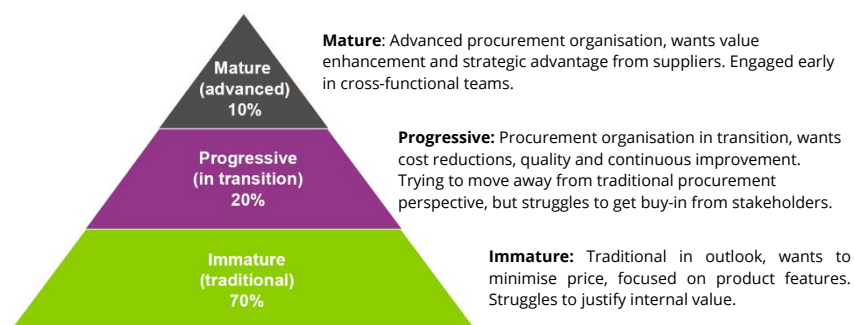 Mature
(advanced)
10%
Mature: Advanced procurement organisation, wants value
enhancement and strategic advantage from suppliers. Engaged early
in cross-functional teams.
Progressive
(in transition)
20%
Progressive: Procurement organisation in transition, wants
cost reductions, quality and continuous improvement.
Trying to move away from traditional procurement
perspective, but struggles to get buy-in from stakeholders.
Immature
(traditional)
70%
Immature: Traditional in outlook, wants to
minimise price, focused on product features.
Struggles to justify internal value.